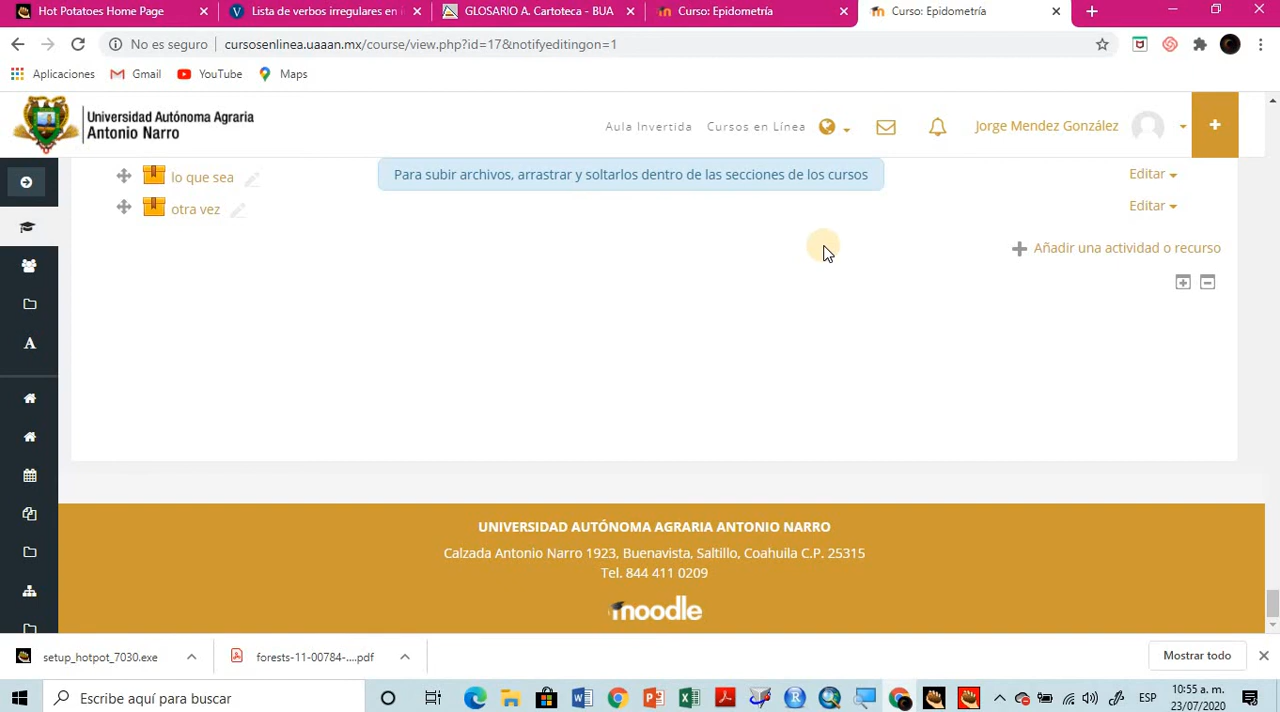 Hot Potatoes Home Page
Lista de verbos irregulares en i
GLOSARIO A. Cartoteca - BUA
Curso: Epidometría
Curso: Epidometría
No es seguro
cursosenlinea.uaaan.mx/course/view.php?id=17&notifyeditingon=1
Aplicaciones
Gmail
YouTube
Maps
Universidad Autónoma Agraria
Antonio Narro
Aula Invertida
Cursos en Línea
Jorge Mendez González
lo que sea
Para subir archivos, arrastrar y soltarlos dentro de las secciones de los cursos
Editar
otra vez
Editar
Añadir una actividad o recurso
A
UNIVERSIDAD AUTÓNOMA AGRARIA ANTONIO NARRO
Calzada Antonio Narro 1923, Buenavista, Saltillo, Coahuila C.P. 25315
Tel. 844 411 0209
moodle
setup_hotpot_7030.exe
forests-11-00784-....pdf
Mostrar todo
Escribe aquí para buscar
ESP
10:55 a. m.
23/07/2020